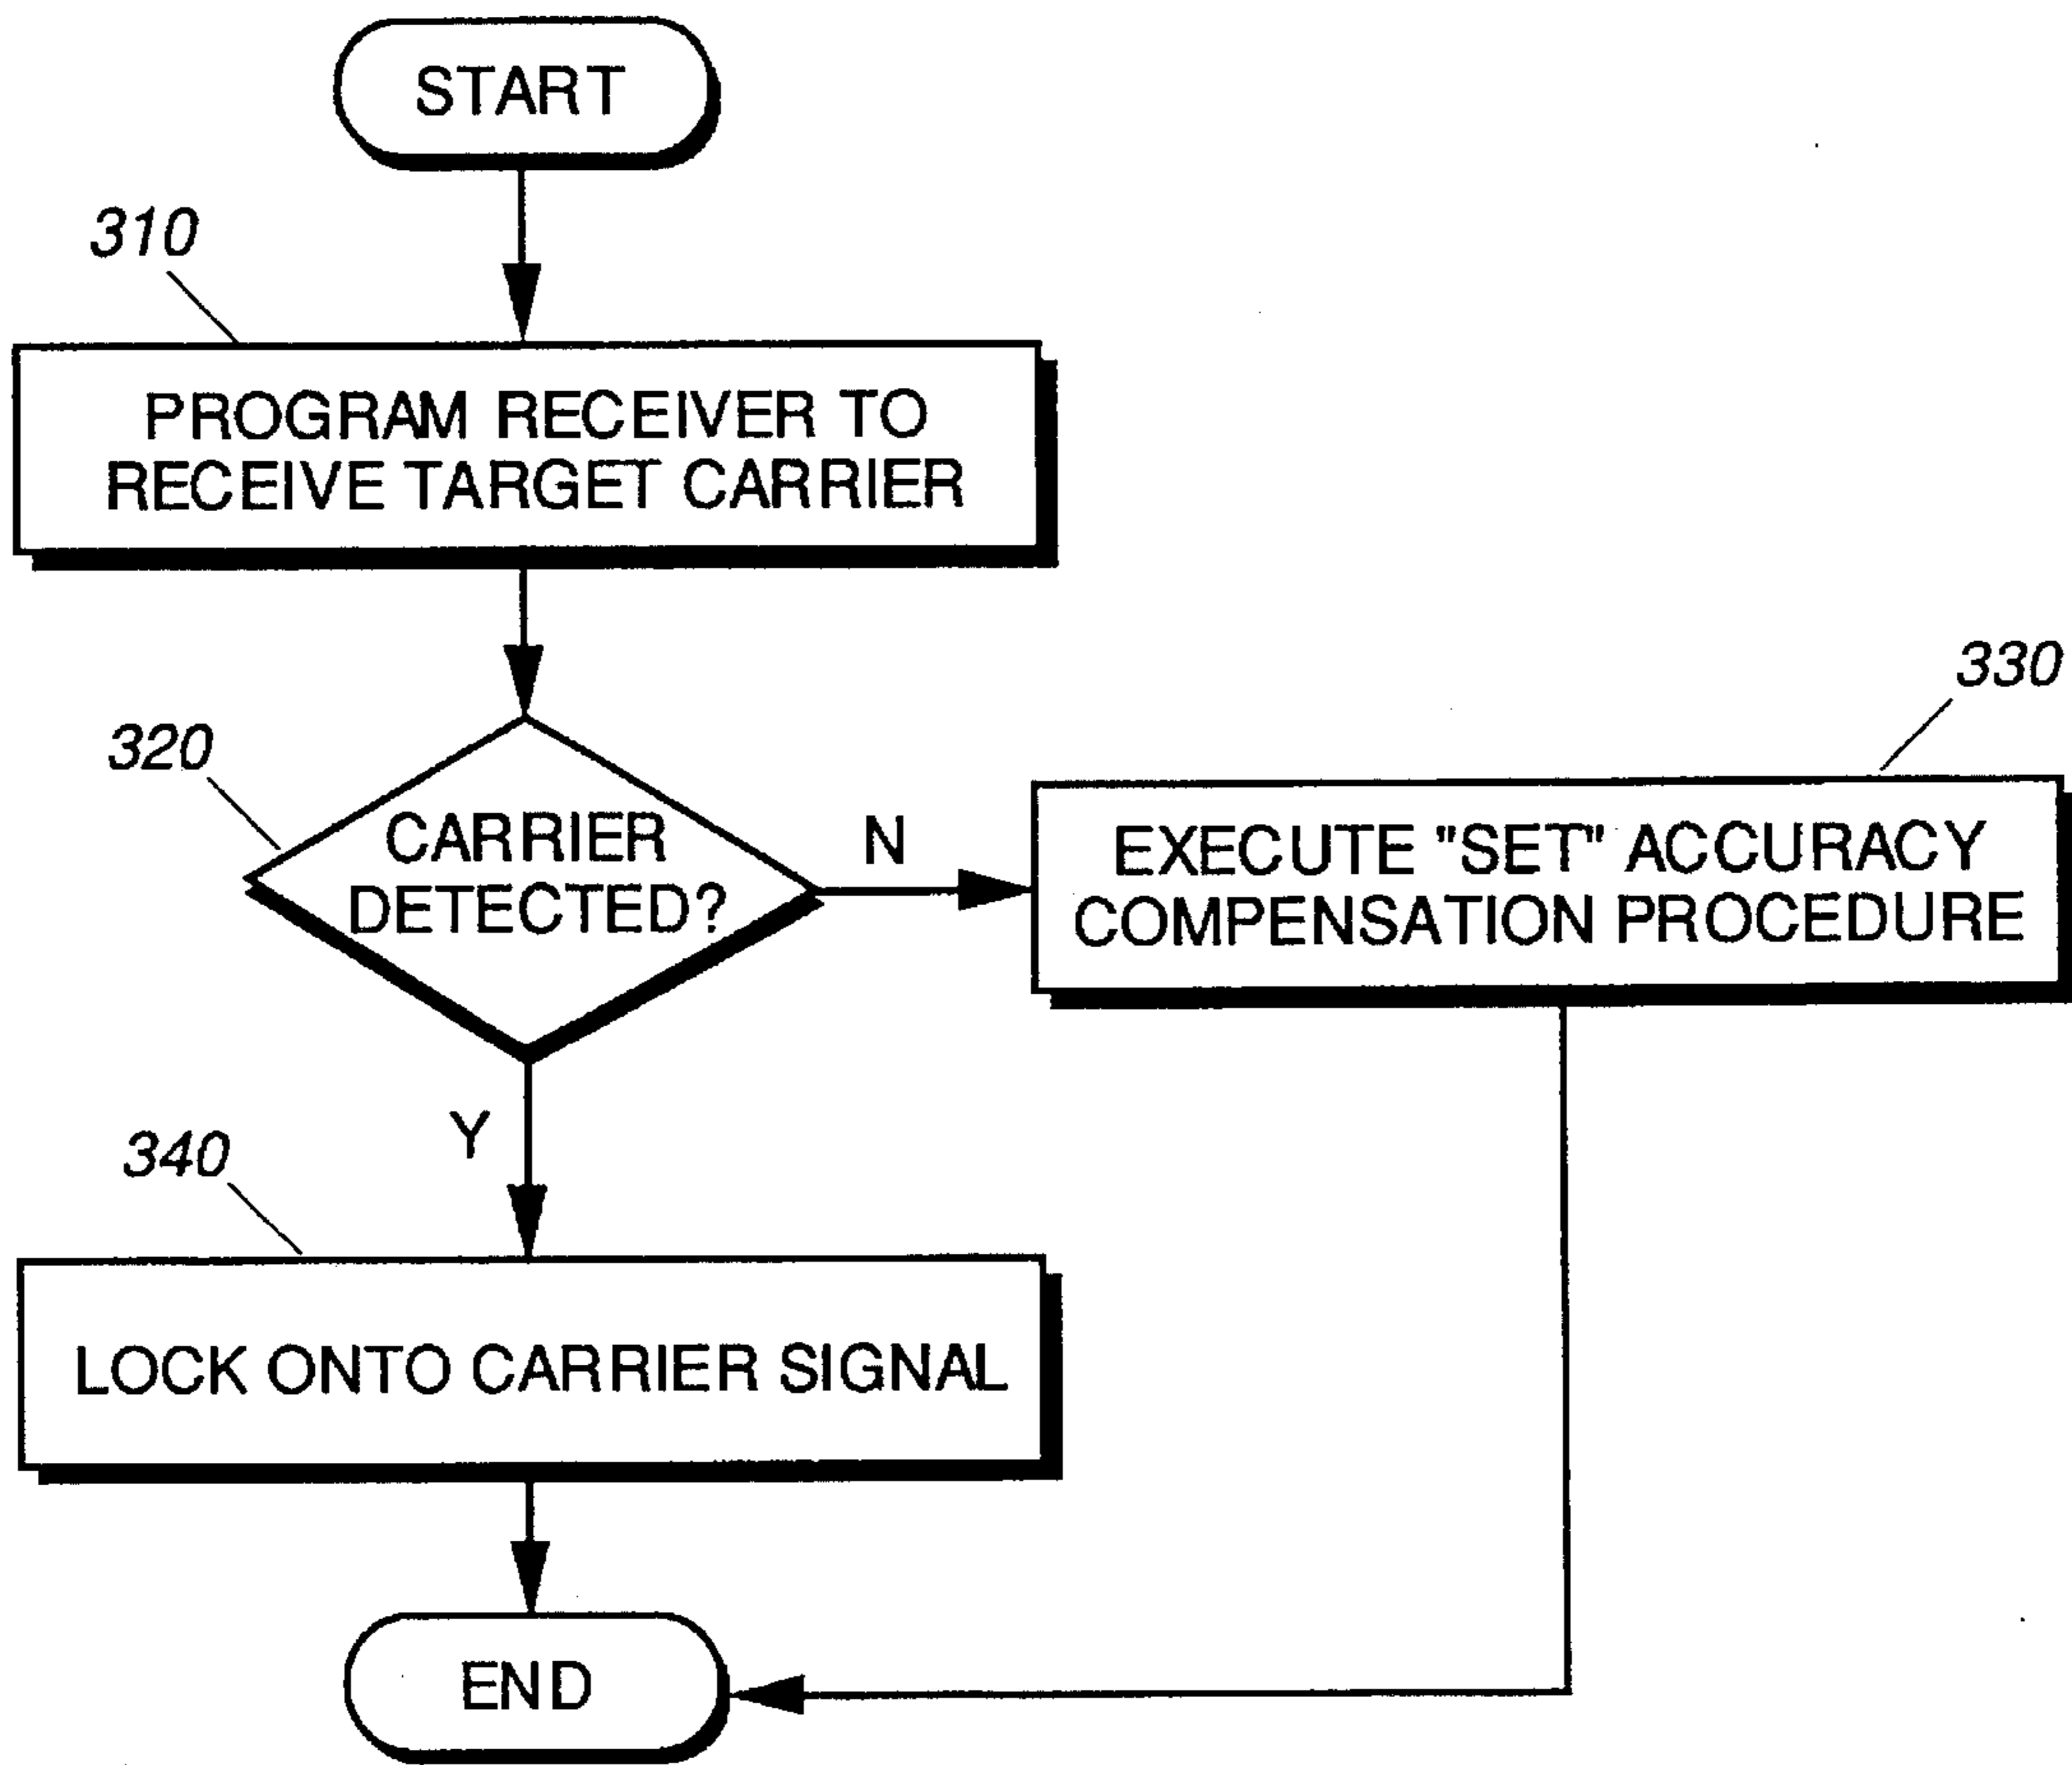 START
310
PROGRAM RECEIVER TO
RECEIVE TARGET CARRIER
320
CARRIER
DETECTED?
N
330
EXECUTE "SET" ACCURACY
COMPENSATION PROCEDURE
Y
340
LOCK ONTO CARRIER SIGNAL
END